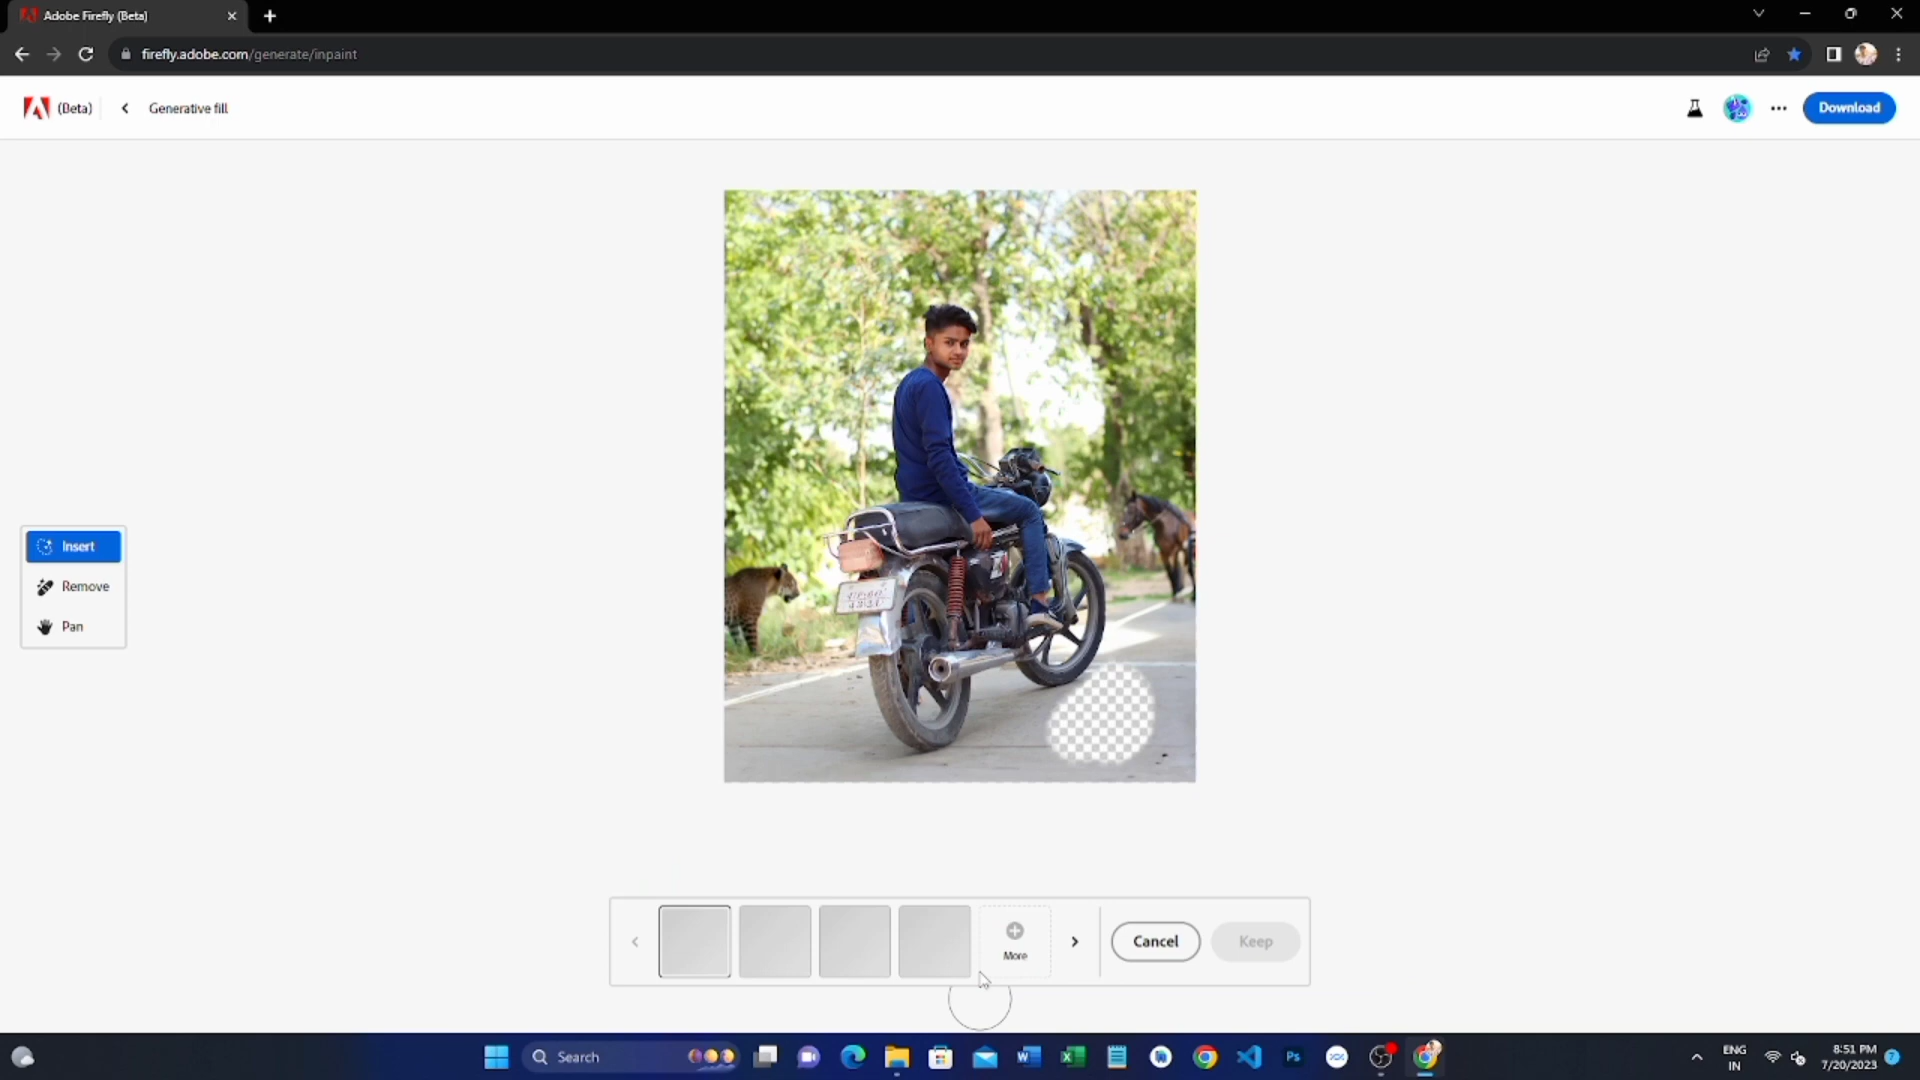 Adobe Firefly (Beta)
firefly.adobe.com/generate/inpaint
(Beta)
Generative fill
Download
Insert
Remove
Pan
More
Cancel
Keep
Search
ENG
IN
8:51 PM
7/20/2023
7